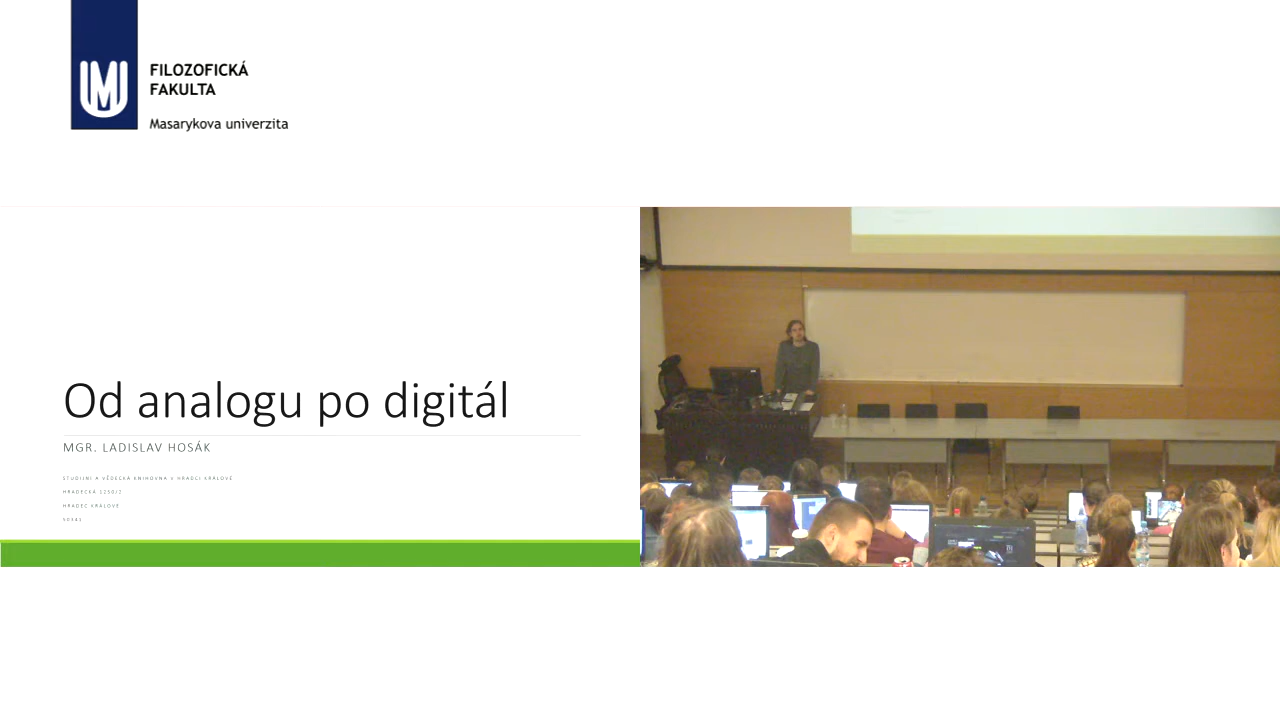 FILOZOFICKÁ
FAKULTA
Masarykova univerzita
Od analogu po digitál
MGR. LADISLAV HOSÁK
STUDIJNÍ A VĚDECKÁ KNIHOVNA V HRADCI KRÁLOVÉ
HRADECKÁ 1250/2
HRADEC KRÁLOVÉ
50343